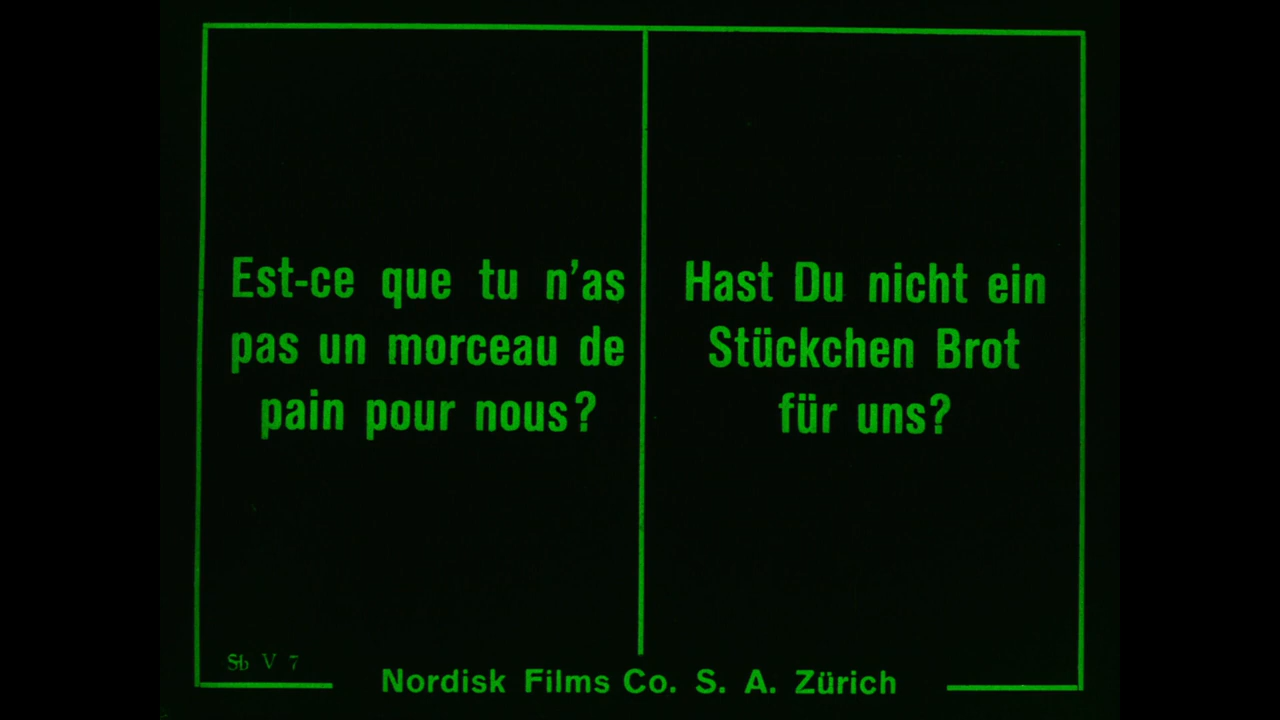 Est-ce que tu n'as
pas un morceau de
pain pour nous?
Hast Du nicht ein
Stückchen Brot
für uns?
Sb V 7
Nordisk Films Co. S. A. Zürich